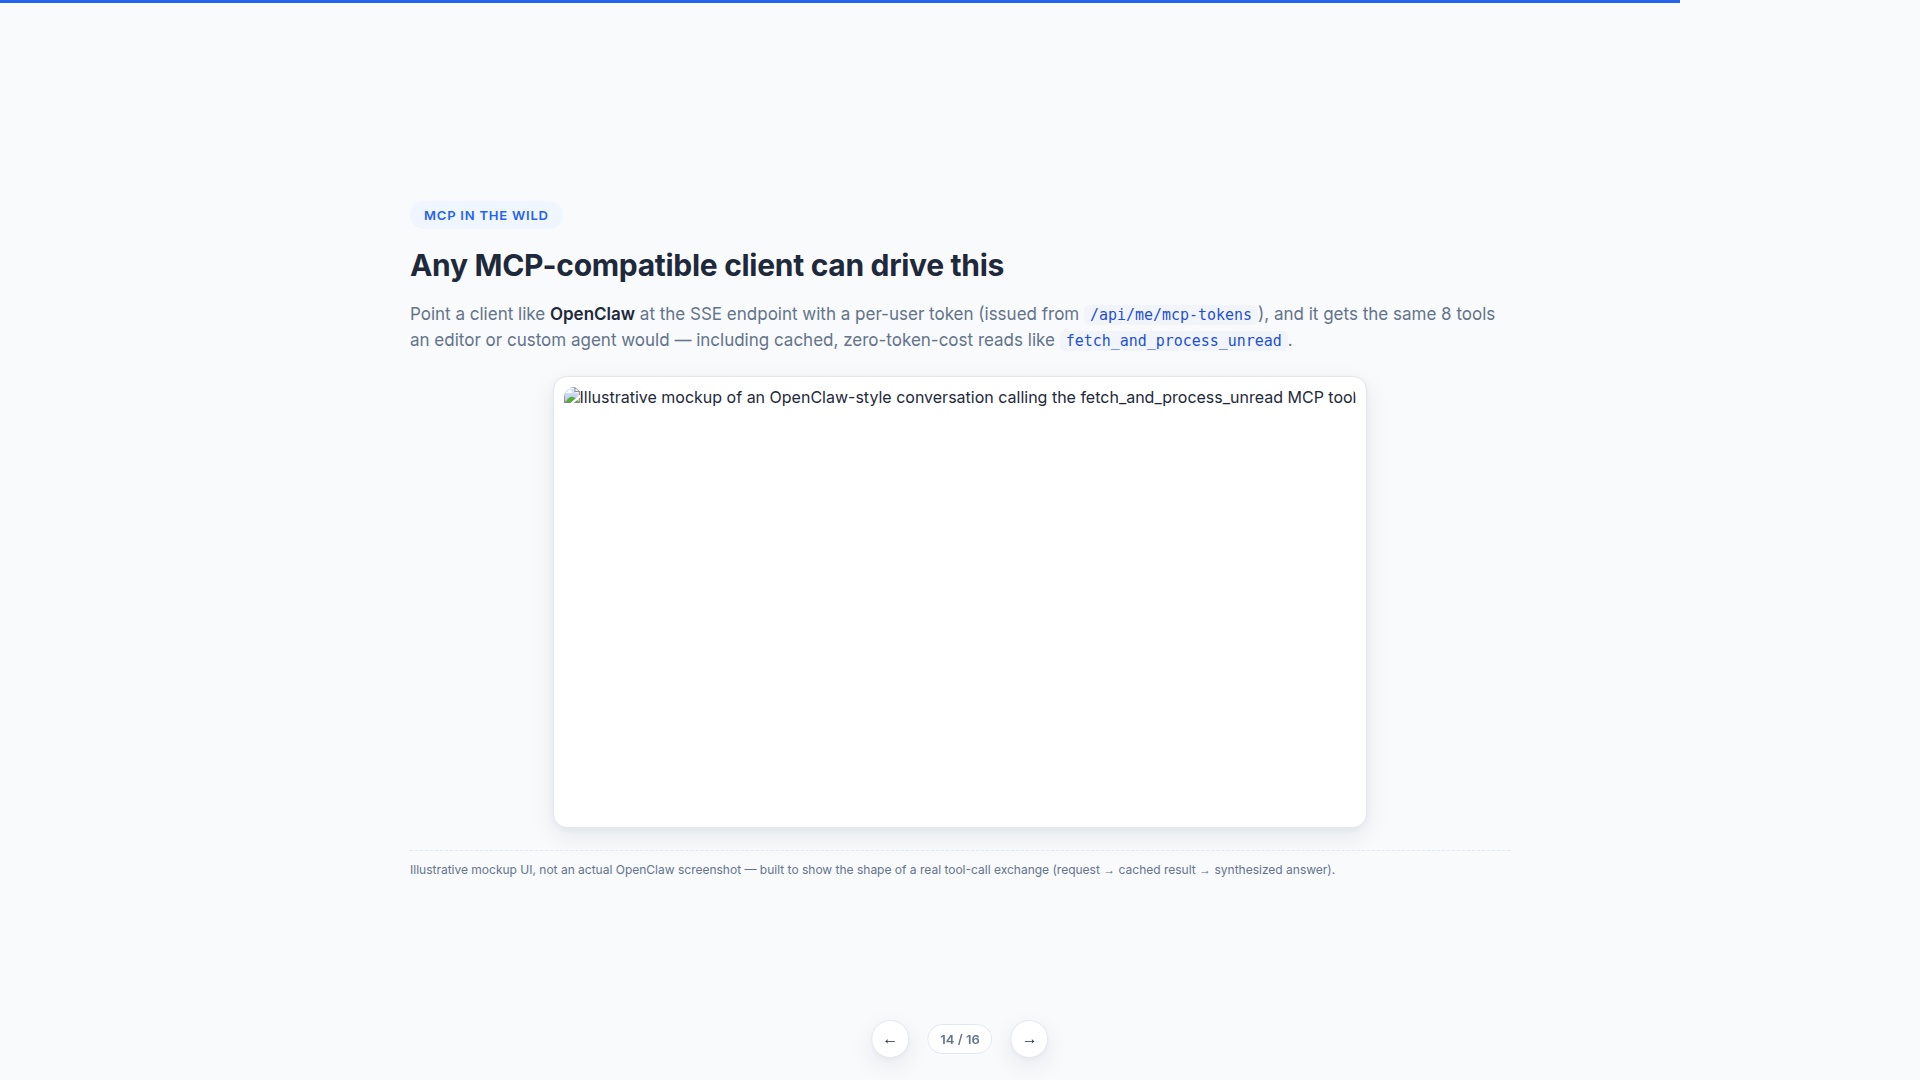 MCP IN THE WILD
Any MCP-compatible client can drive this
Point a client like OpenClaw at the SSE endpoint with a per-user token (issued from /api/me/mcp-tokens ), and it gets the same 8 tools
an editor or custom agent would — including cached, zero-token-cost reads like fetch_and_process_unread .
Illustrative mockup of an OpenClaw-style conversation calling the fetch_and_process_unread MCP tool
Illustrative mockup UI, not an actual OpenClaw screenshot — built to show the shape of a real tool-call exchange (request → cached result → synthesized answer).
← 14 / 16 →